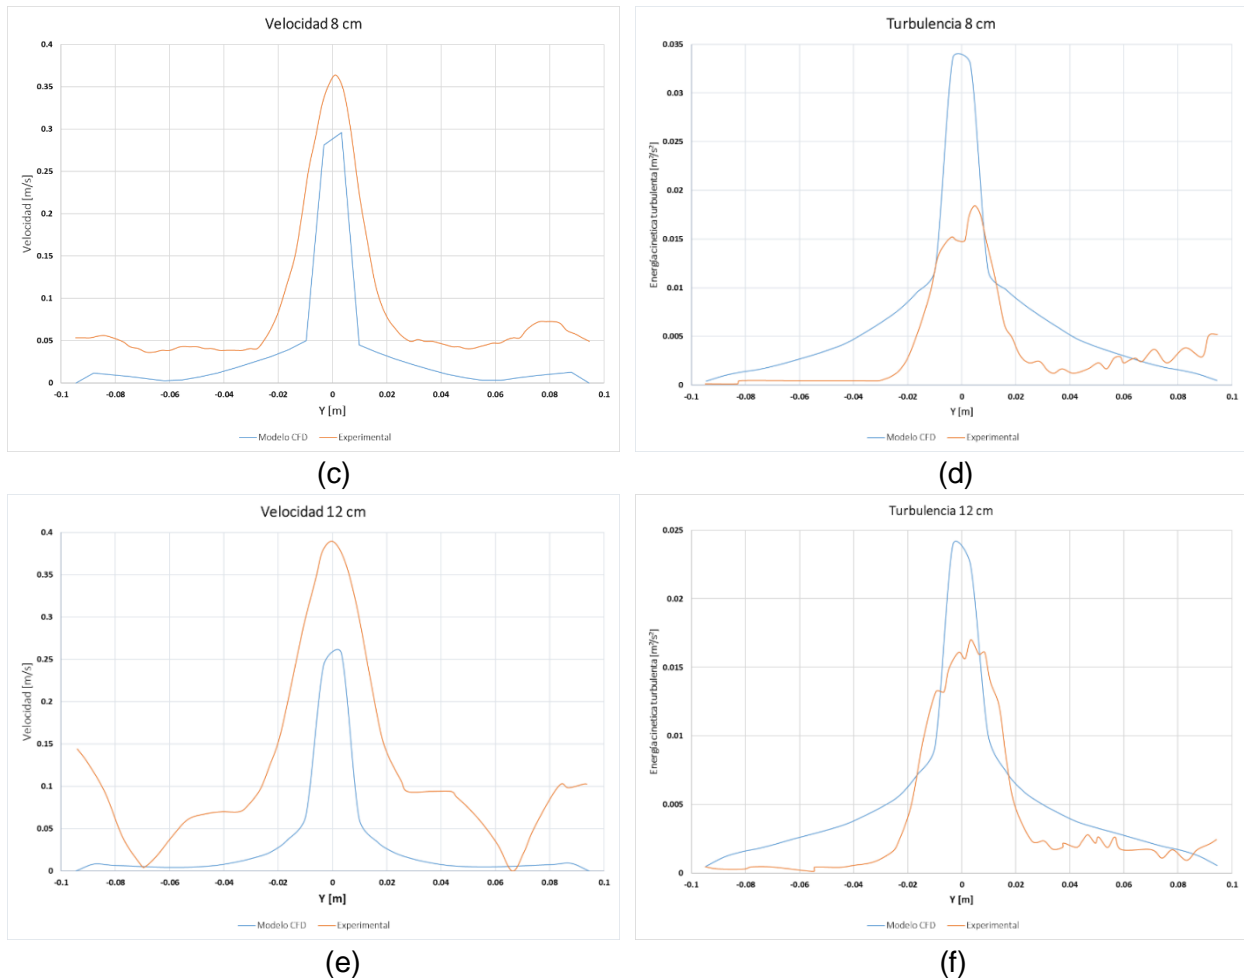 Velocidad 8 cm
Velocidad [m/s]
0.4
0.35
0.3
0.25
0.2
0.15
0.1
0.05
0
-0.1 -0.08 -0.06 -0.04 -0.02 0 0.02 0.04 0.06 0.08 0.1
Y [m]
Modelo CFD Experimental
(c)
Turbulencia 8 cm
Energía cinetica turbulenta [m²/s²]
0.035
0.03
0.025
0.02
0.015
0.01
0.005
0
-0.1 -0.08 -0.06 -0.04 -0.02 0 0.02 0.04 0.06 0.08 0.1
Y [m]
Modelo CFD Experimental
(d)
Velocidad 12 cm
Velocidad [m/s]
0.4
0.35
0.3
0.25
0.2
0.15
0.1
0.05
0
-0.1 -0.08 -0.06 -0.04 -0.02 0 0.02 0.04 0.06 0.08 0.1
Y [m]
Modelo CFD Experimental
(e)
Turbulencia 12 cm
Energía cinetica turbulenta [m²/s²]
0.025
0.02
0.015
0.01
0.005
0
-0.1 -0.08 -0.06 -0.04 -0.02 0 0.02 0.04 0.06 0.08 0.1
Y [m]
Modelo CFD Experimental
(f)